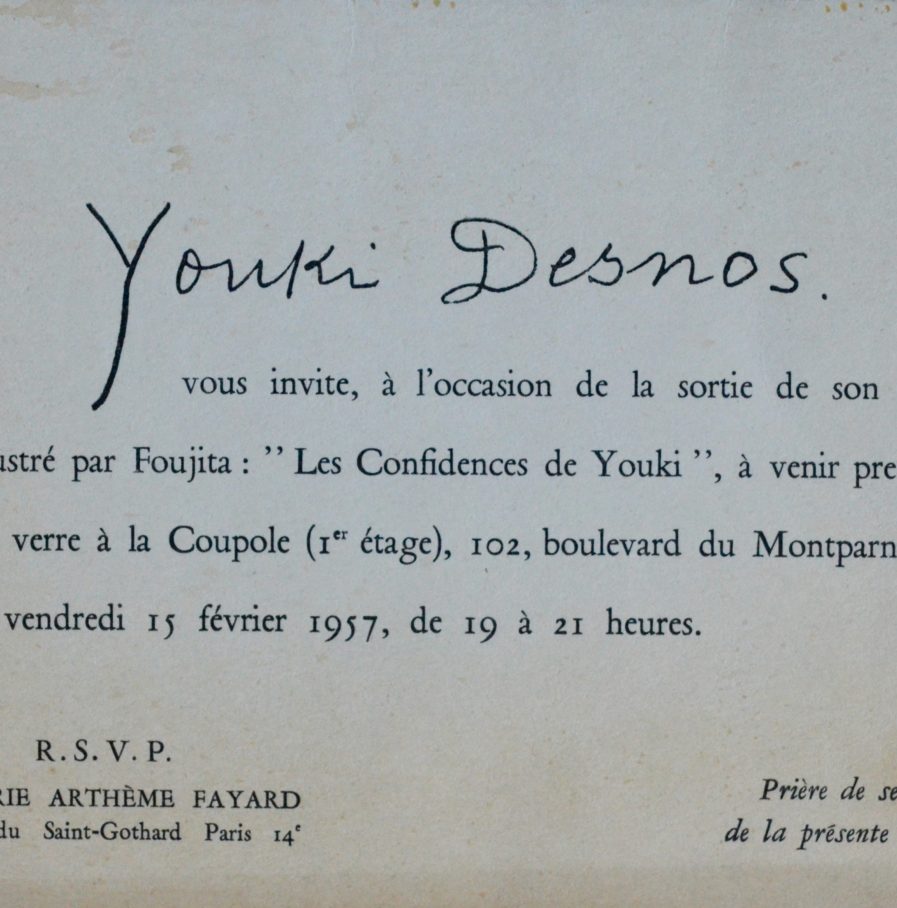 Youki Desnos.
vous invite, à l'occasion de la sortie de son
ustré par Foujita : " Les Confidences de Youki ", à venir pre
verre à la Coupole (1er étage), 102, boulevard du Montparn
vendredi 15 février 1957, de 19 à 21 heures.
R. S. V. P.
RIE ARTHÈME FAYARD
du Saint-Gothard Paris 14e
Prière de se
de la présente